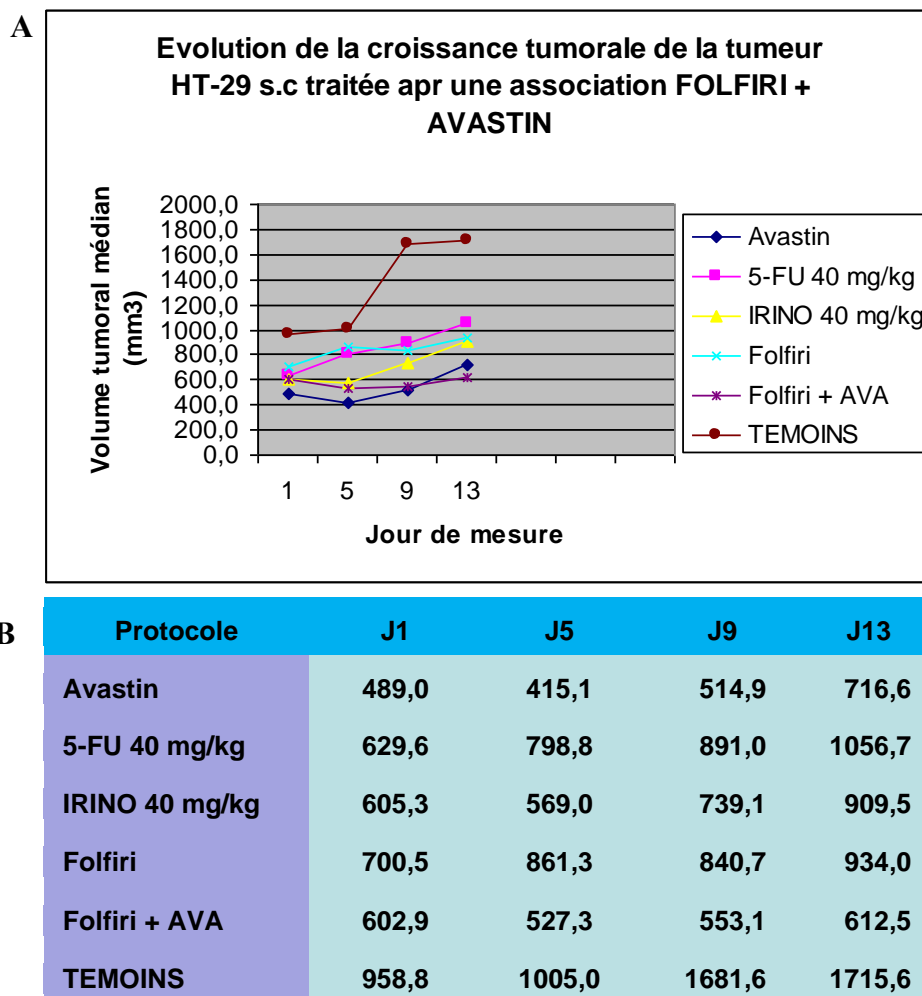 A
Evolution de la croissance tumorale de la tumeur
HT-29 s.c traitée apr une association FOLFIRI +
AVASTIN
Volume tumoral médian
(mm3)
2000,0
1800,0
1600,0
1400,0
1200,0
1000,0
800,0
600,0
400,0
200,0
0,0
1 5 9 13
Jour de mesure
Avastin
5-FU 40 mg/kg
IRINO 40 mg/kg
Folfiri
Folfiri + AVA
TEMOINS
B
Protocole J1 J5 J9 J13
Avastin 489,0 415,1 514,9 716,6
5-FU 40 mg/kg 629,6 798,8 891,0 1056,7
IRINO 40 mg/kg 605,3 569,0 739,1 909,5
Folfiri 700,5 861,3 840,7 934,0
Folfiri + AVA 602,9 527,3 553,1 612,5
TEMOINS 958,8 1005,0 1681,6 1715,6